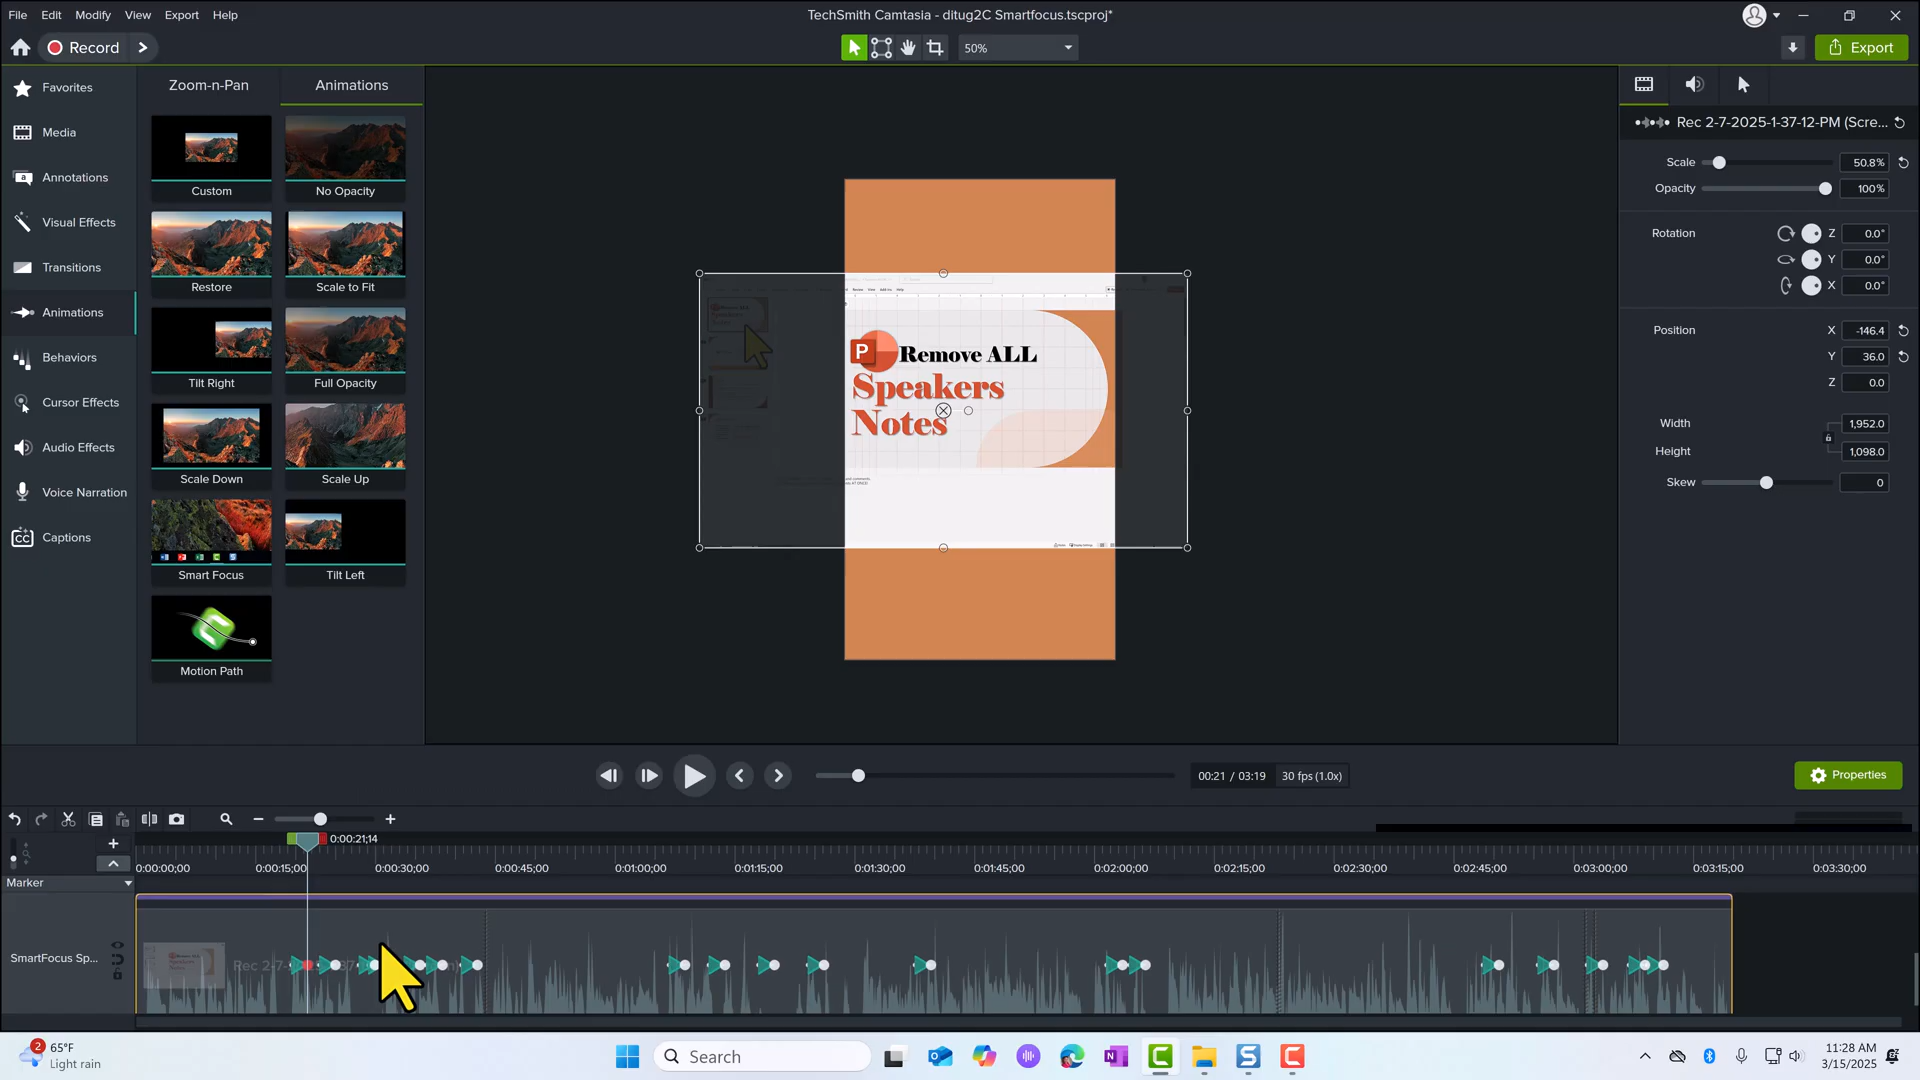 File Edit Modify View Export Help
TechSmith Camtasia - ditug2C Smartfocus.tscproj*
Record
50%
Export
Favorites
Media
Annotations
Visual Effects
Transitions
Animations
Behaviors
Cursor Effects
Audio Effects
Voice Narration
Captions
Zoom-n-Pan Animations
Custom No Opacity
Restore Scale to Fit
Tilt Right Full Opacity
Scale Down Scale Up
Smart Focus Tilt Left
Motion Path
Review View Add-ins Help
P Remove ALL
Speakers
Notes
Rec 2-7-2025-1-37-12-PM (Scre...
Scale 50.8%
Opacity 100%
Rotation Z 0.0°
Y 0.0°
X 0.0°
Position X -146.4
Y 36.0
Z 0.0
Width 1,952.0
Height 1,098.0
Skew 0
00:21 / 03:19 30 fps (1.0x)
Properties
0:00:21;14
0:00:00;00 0:00:15;00 0:00:30;00 0:00:45;00 0:01:00;00 0:01:15;00 0:01:30;00 0:01:45;00 0:02:00;00 0:02:15;00 0:02:30;00 0:02:45;00 0:03:00;00 0:03:15;00 0:03:30;00
Marker
SmartFocus Sp...
2
65°F
Light rain
Search
11:28 AM
3/15/2025